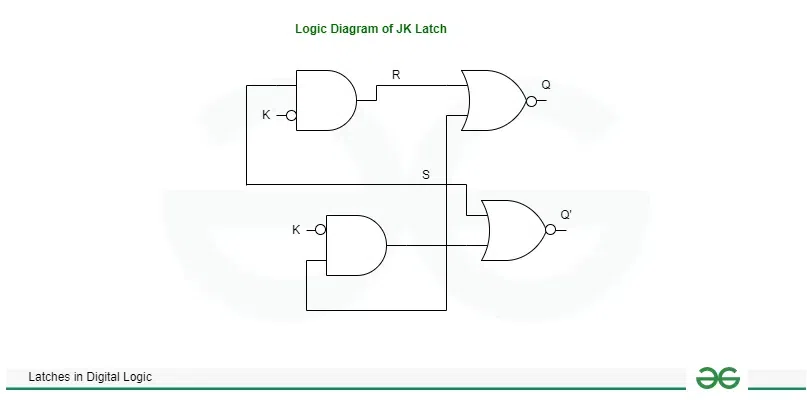 Logic Diagram of JK Latch
R
Q
K
S
Q'
K
Latches in Digital Logic